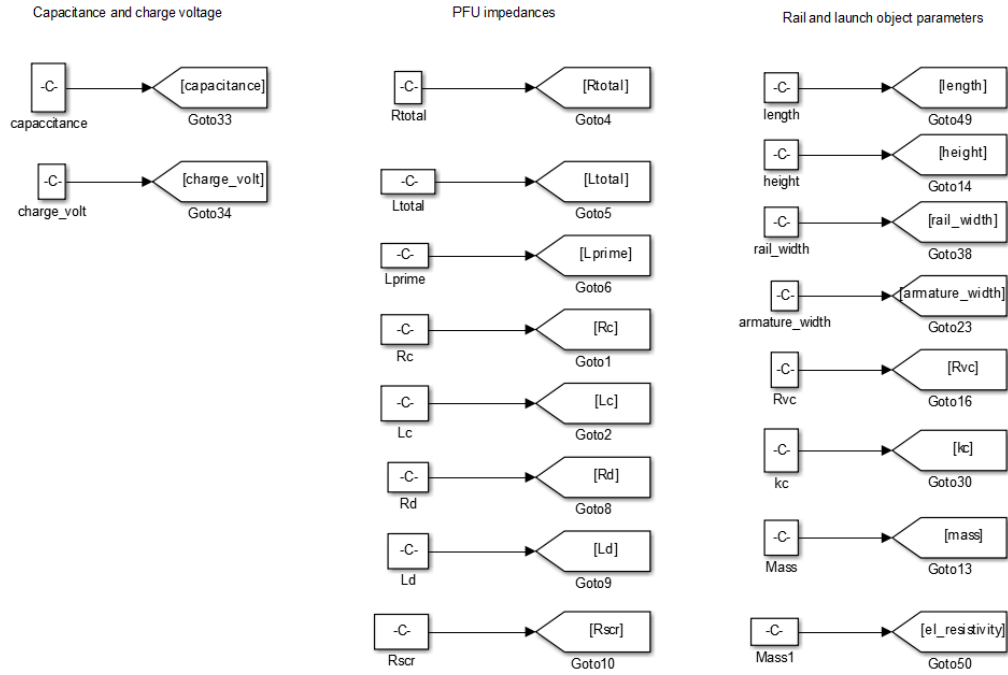 Capacitance and charge voltage
-C-
capaccitance
[capacitance]
Goto33
-C-
charge_volt
[charge_volt]
Goto34
PFU impedances
-C-
Rtotal
[Rtotal]
Goto4
-C-
Ltotal
[Ltotal]
Goto5
-C-
Lprime
[Lprime]
Goto6
-C-
Rc
[Rc]
Goto1
-C-
Lc
[Lc]
Goto2
-C-
Rd
[Rd]
Goto8
-C-
Ld
[Ld]
Goto9
-C-
Rscr
[Rscr]
Goto10
Rail and launch object parameters
-C-
length
[length]
Goto49
-C-
height
[height]
Goto14
-C-
rail_width
[rail_width]
Goto38
-C-
armature_width
[armature_width]
Goto23
-C-
Rvc
[Rvc]
Goto16
-C-
kc
[kc]
Goto30
-C-
Mass
[mass]
Goto13
-C-
Mass1
[el_resistivity]
Goto50